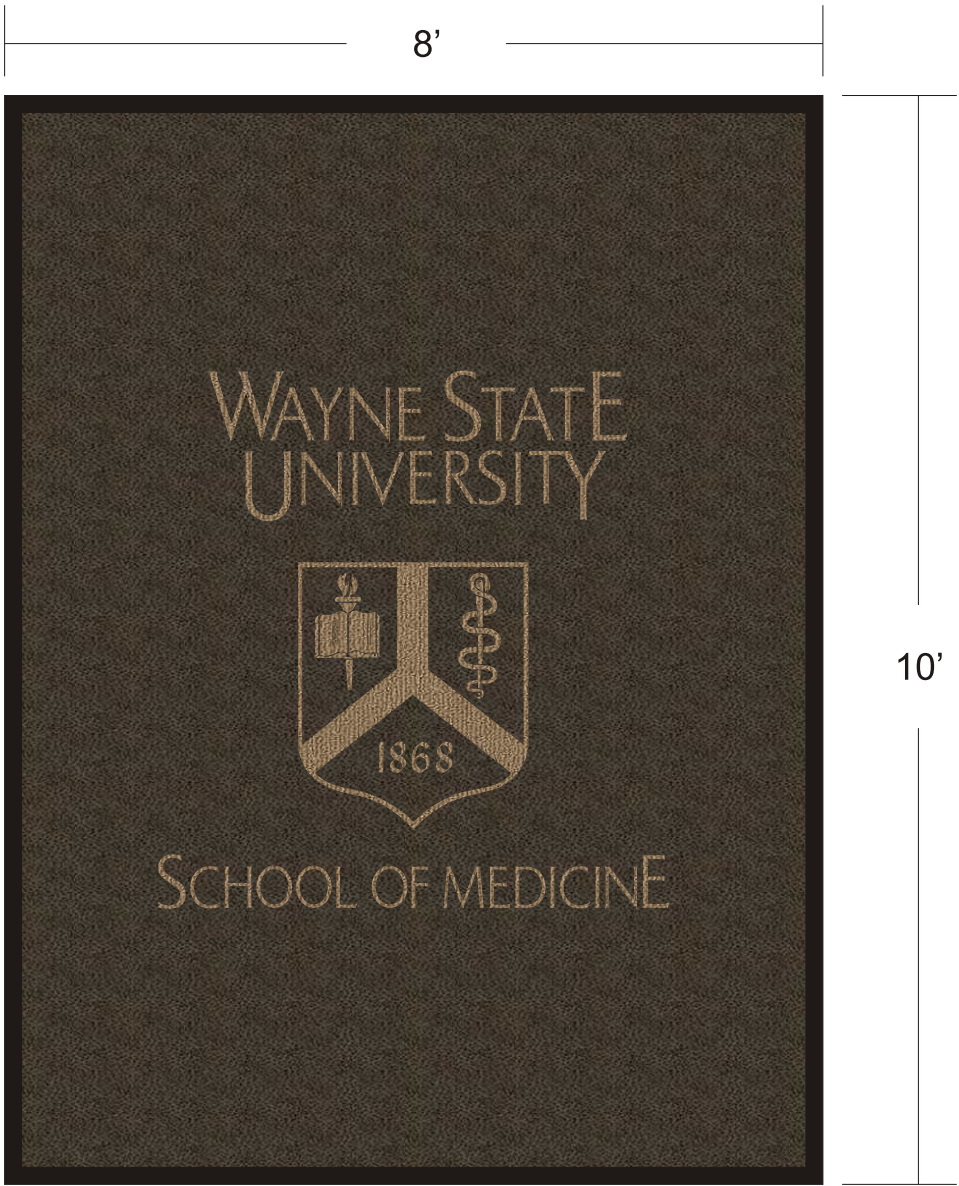 8’
WAYNE STATE
UNIVERSITY
1868
SCHOOL OF MEDICINE
10’